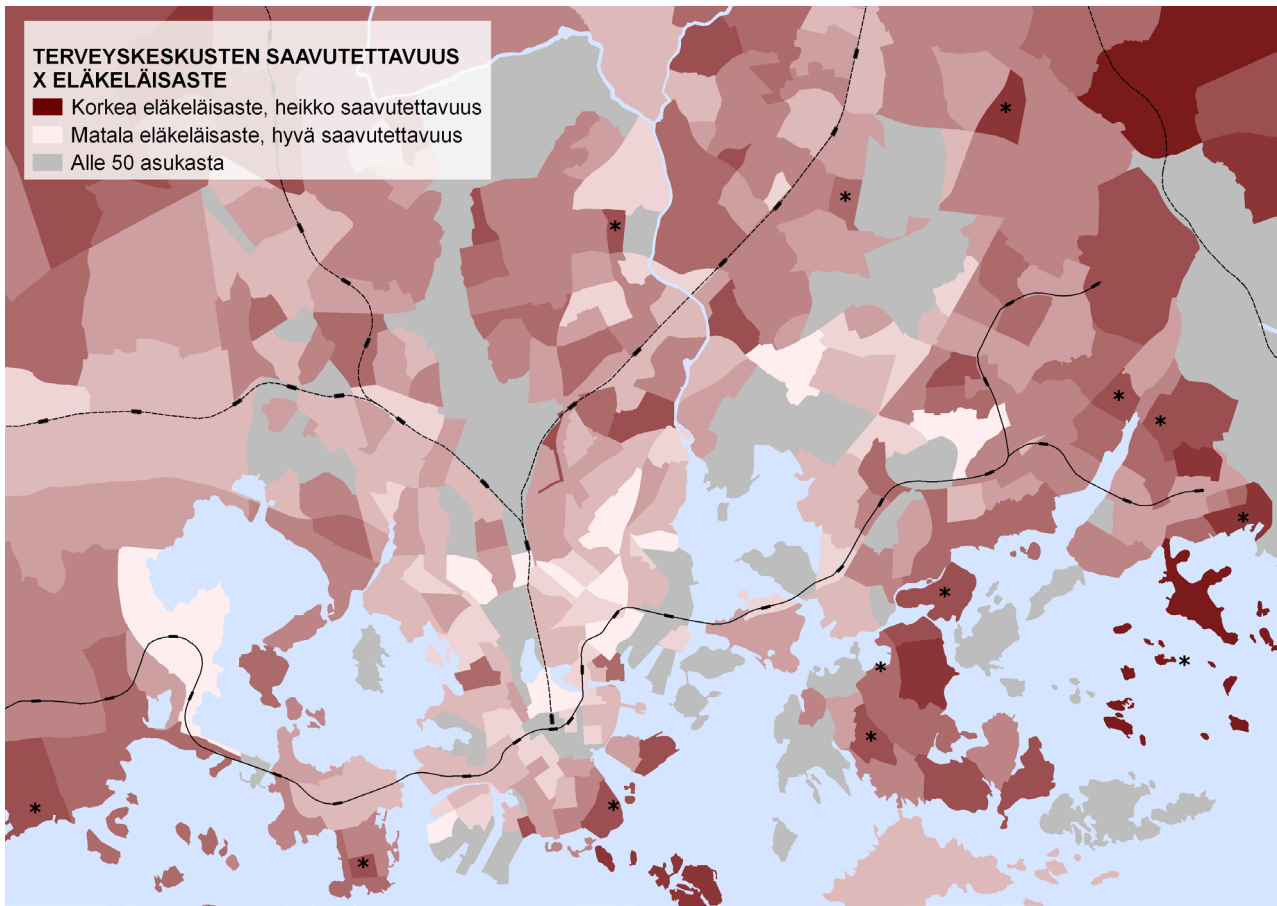 TERVEYSKESKUSTEN SAAVUTETTAVUUS
X ELÄKELÄISASTE
Korkea eläkeläisaste, heikko saavutettavuus
Matala eläkeläisaste, hyvä saavutettavuus
Alle 50 asukasta